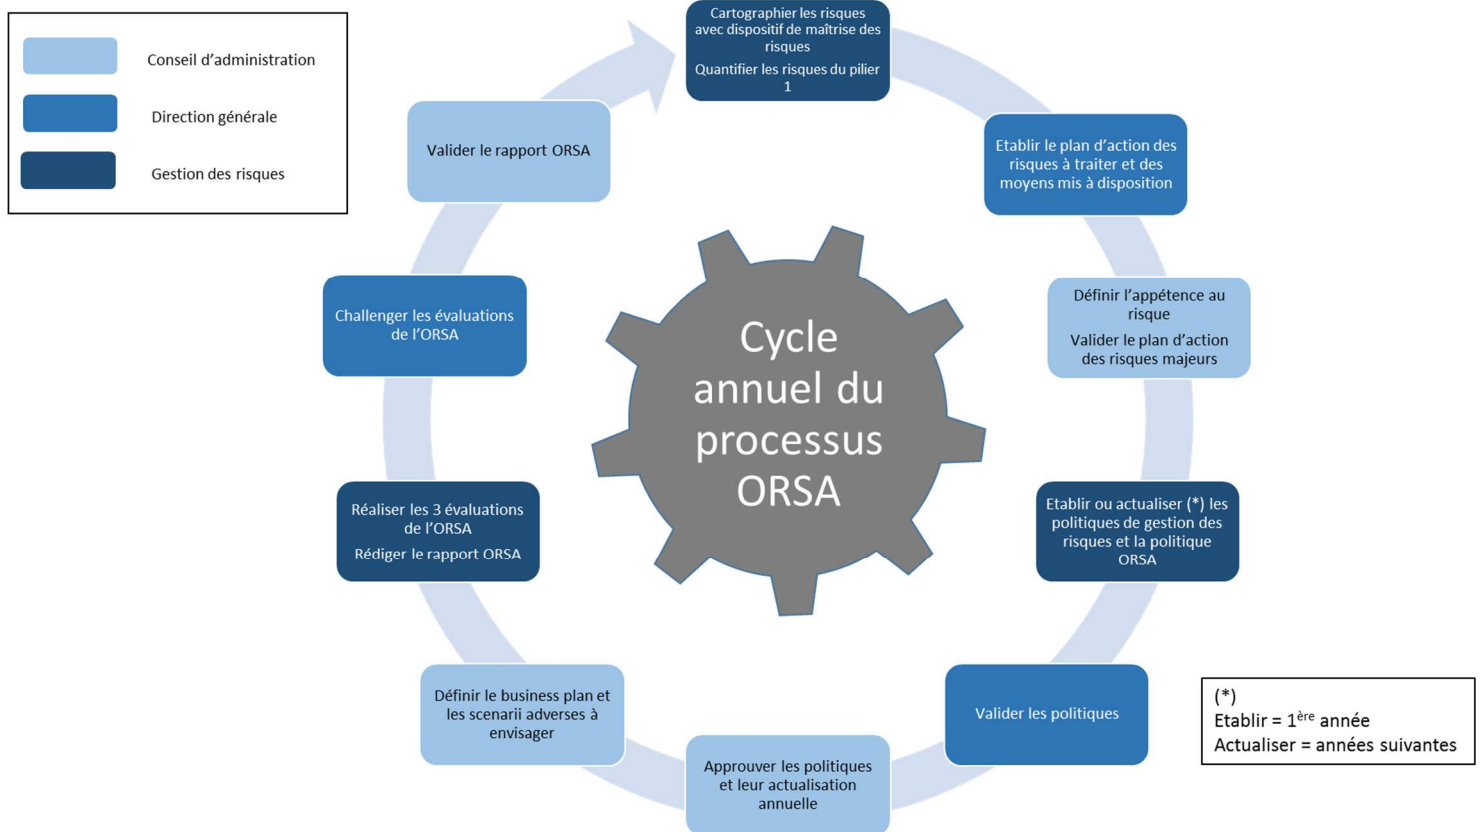 Conseil d’administration
Direction générale
Gestion des risques
Cartographier les risques
avec dispositif de maîtrise des
risques
Quantifier les risques du pilier
1
Etablir le plan d’action des
risques à traiter et des
moyens mis à disposition
Définir l’appétence au
risque
Valider le plan d’action
des risques majeurs
Etablir ou actualiser (*) les
politiques de gestion des
risques et la politique
ORSA
Valider les politiques
Approuver les politiques
et leur actualisation
annuelle
Définir le business plan et
les scenarii adverses à
envisager
Réaliser les 3 évaluations
de l’ORSA
Rédiger le rapport ORSA
Challenger les évaluations
de l’ORSA
Valider le rapport ORSA
Cycle
annuel du
processus
ORSA
(*)
Etablir = 1ère année
Actualiser = années suivantes